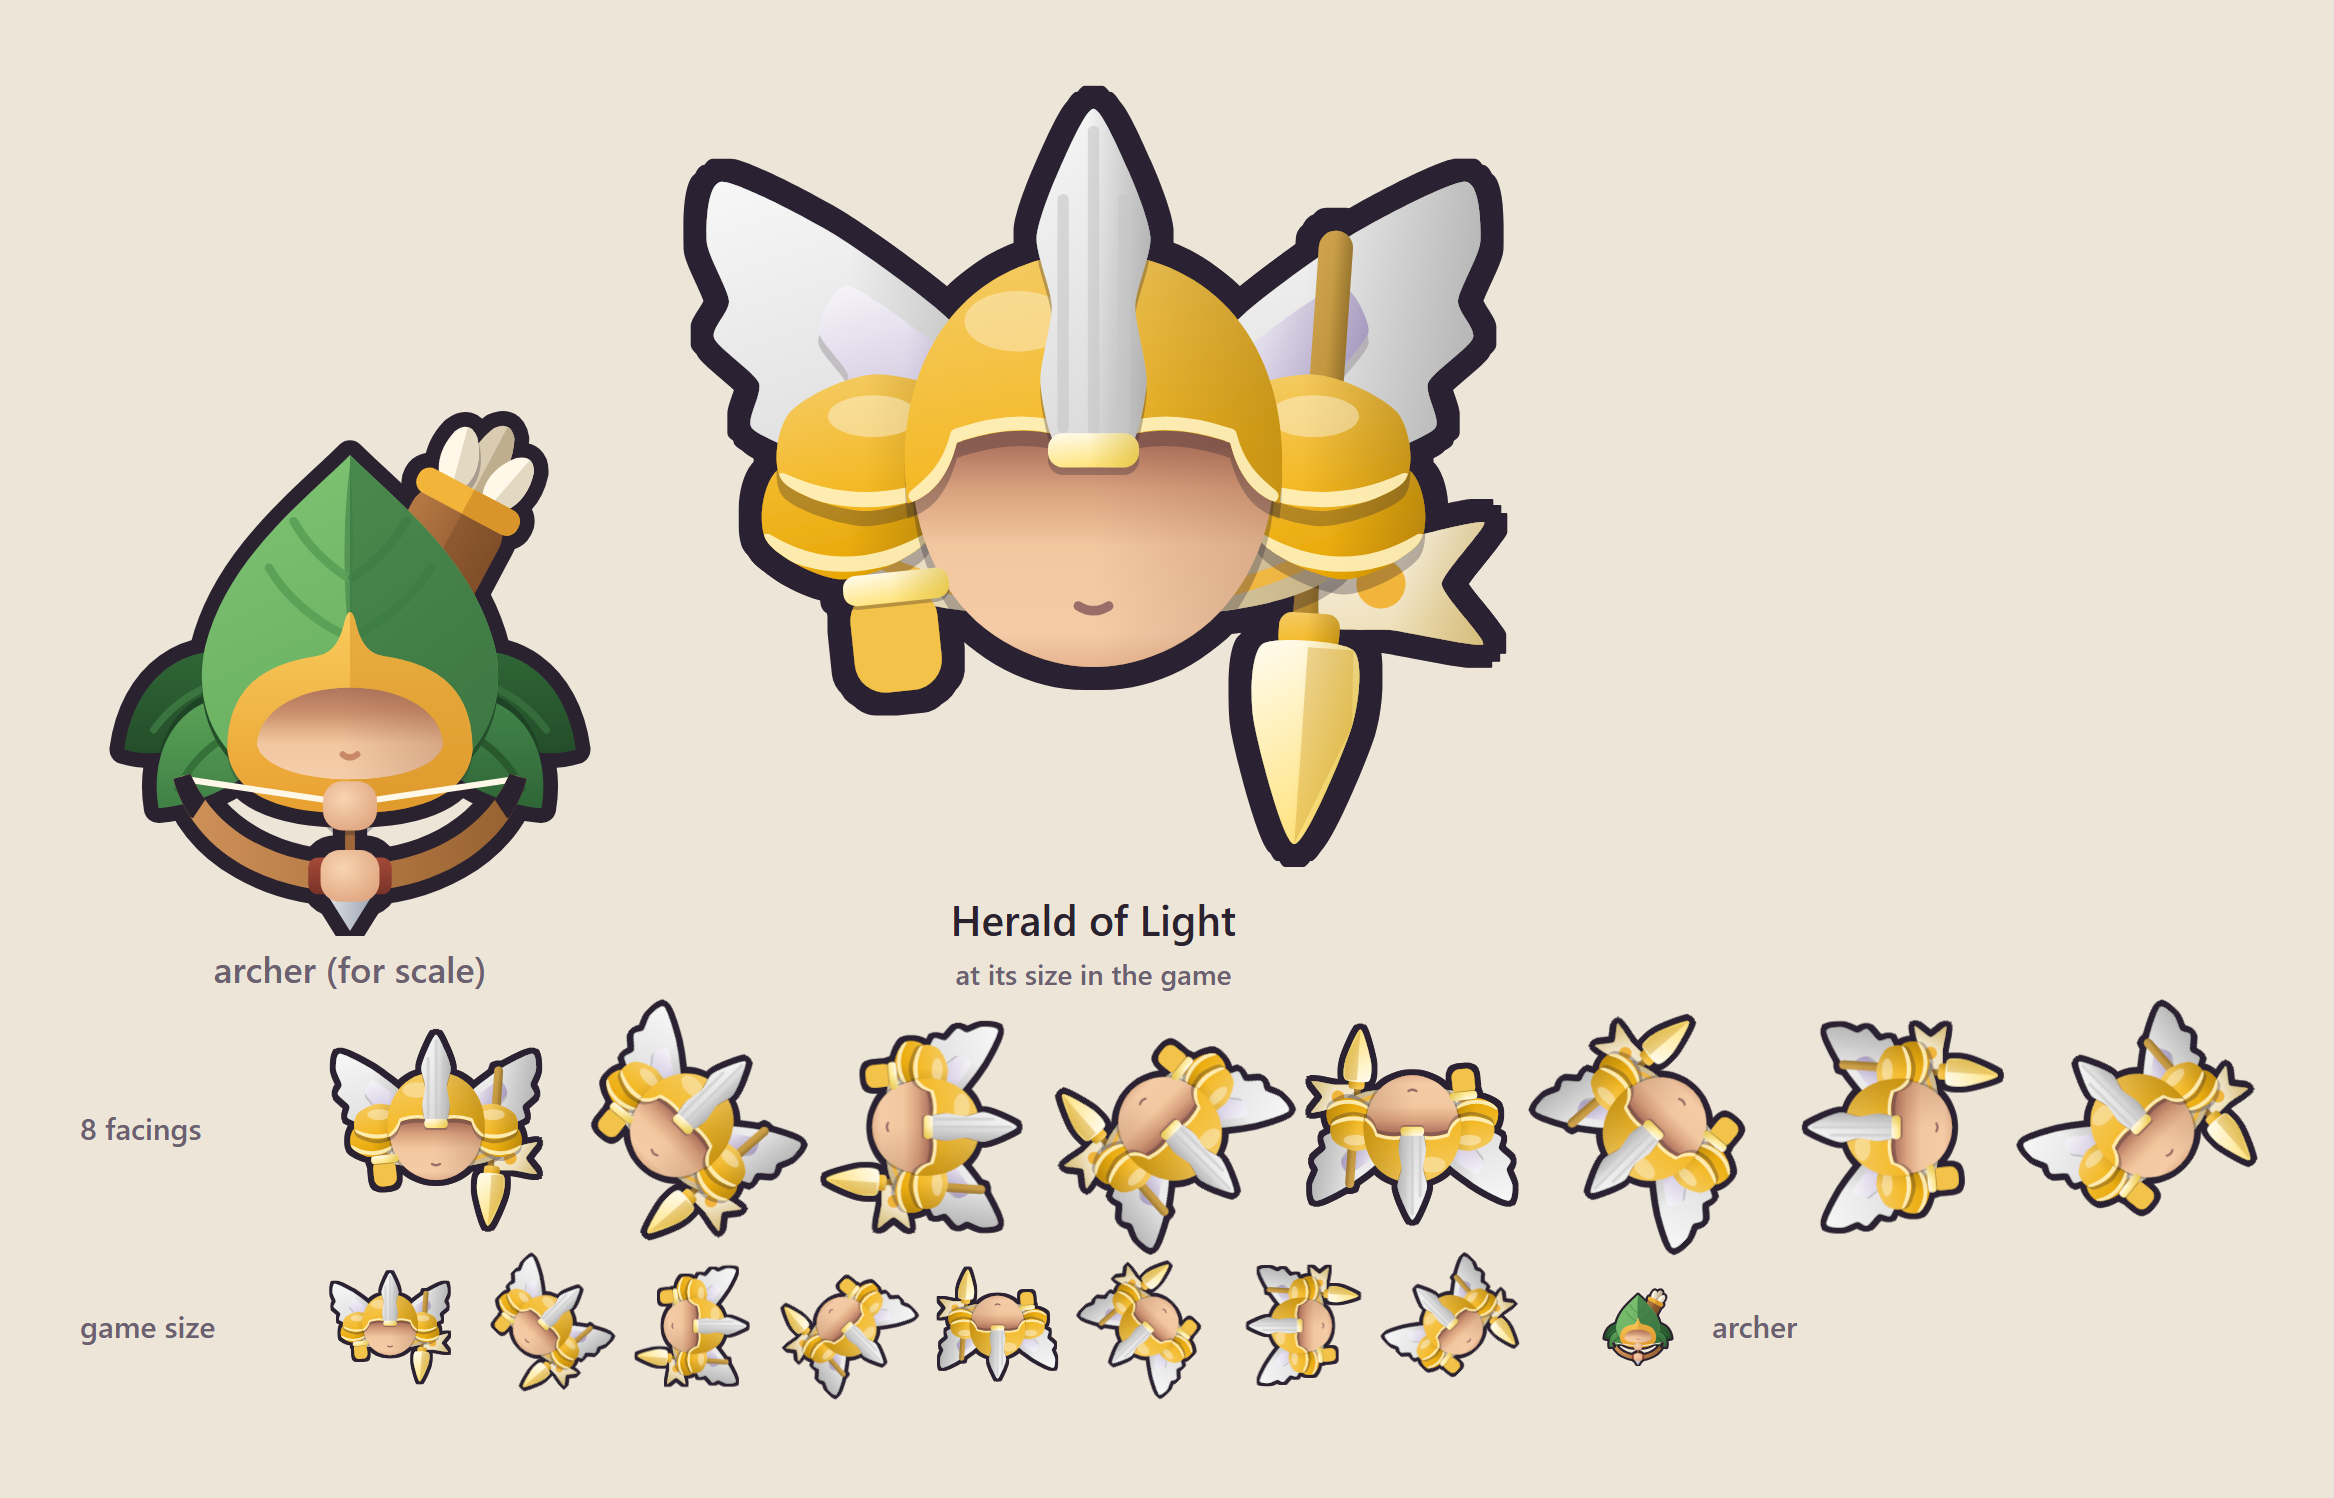 Herald of Light
archer (for scale)
at its size in the game
8 facings
game size
archer